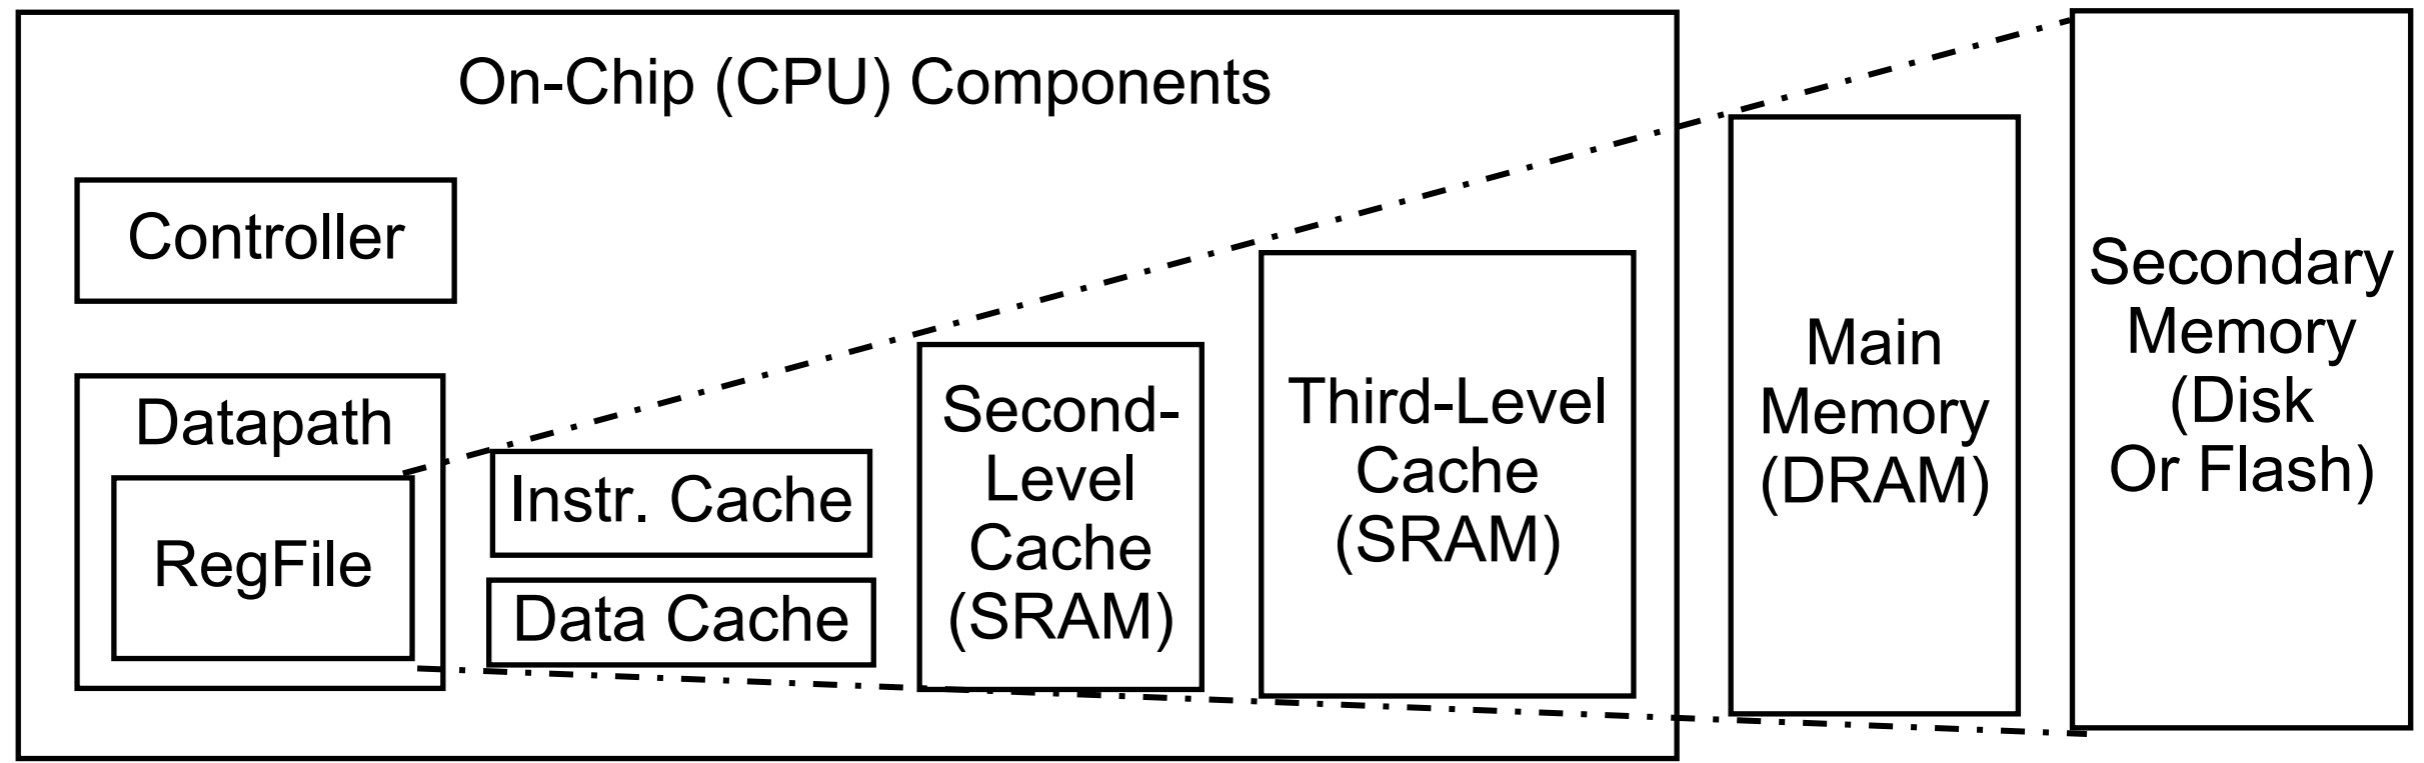 On-Chip (CPU) Components
Controller
Datapath
RegFile
Instr. Cache
Data Cache
Second-
Level
Cache
(SRAM)
Third-Level
Cache
(SRAM)
Main
Memory
(DRAM)
Secondary
Memory
(Disk
Or Flash)